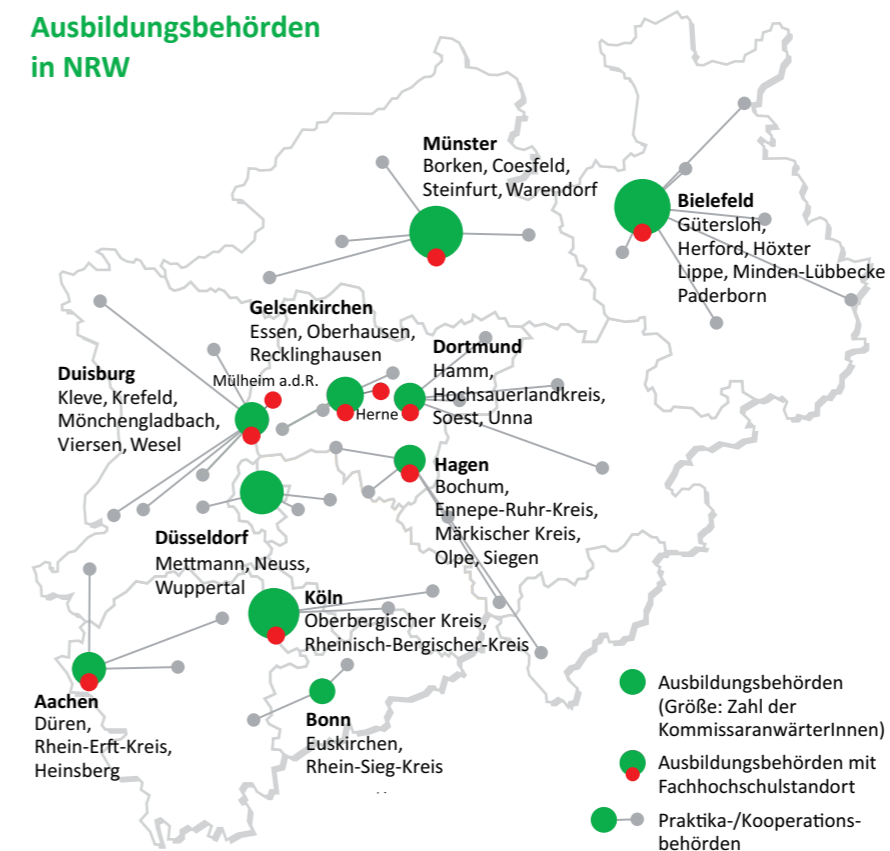 Ausbildungsbehörden
in NRW
Münster
Borken, Coesfeld,
Steinfurt, Warendorf
Bielefeld
Gütersloh,
Herford, Höxter
Lippe, Minden-Lübbecke
Paderborn
Gelsenkirchen
Essen, Oberhausen,
Recklinghausen
Dortmund
Hamm,
Hochsauerlandkreis,
Soest, Unna
Duisburg
Kleve, Krefeld,
Mönchengladbach,
Viersen, Wesel
Mülheim a.d.R.
Herne
Hagen
Bochum,
Ennepe-Ruhr-Kreis,
Märkischer Kreis,
Olpe, Siegen
Düsseldorf
Mettmann, Neuss,
Wuppertal
Köln
Oberbergischer Kreis,
Rheinisch-Bergischer-Kreis
Aachen
Düren,
Rhein-Erft-Kreis,
Heinsberg
Bonn
Euskirchen,
Rhein-Sieg-Kreis
Ausbildungsbehörden
(Größe: Zahl der
KommissaranwärterInnen)
Ausbildungsbehörden mit
Fachhochschulstandort
Praktika-/Kooperations-
behörden